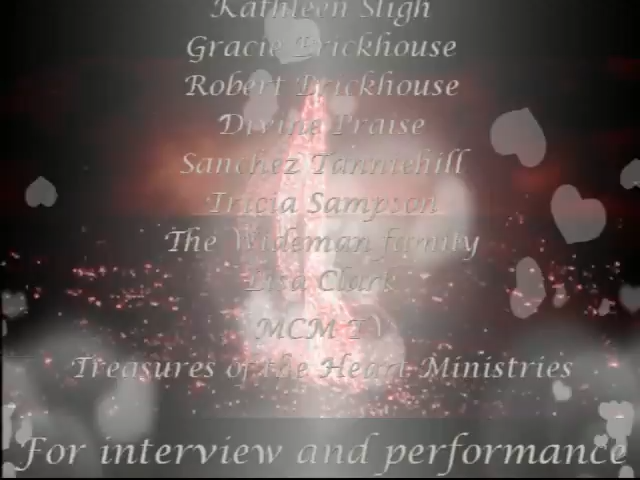 Kathleen Sligh
Gracie Brickhouse
Robert Brickhouse
Divine Praise
Sanchez Tanniehill
Tricia Sampson
The Wideman family
Lisa Clark
MCM TV
Treasures of the Heart Ministries
For interview and performance